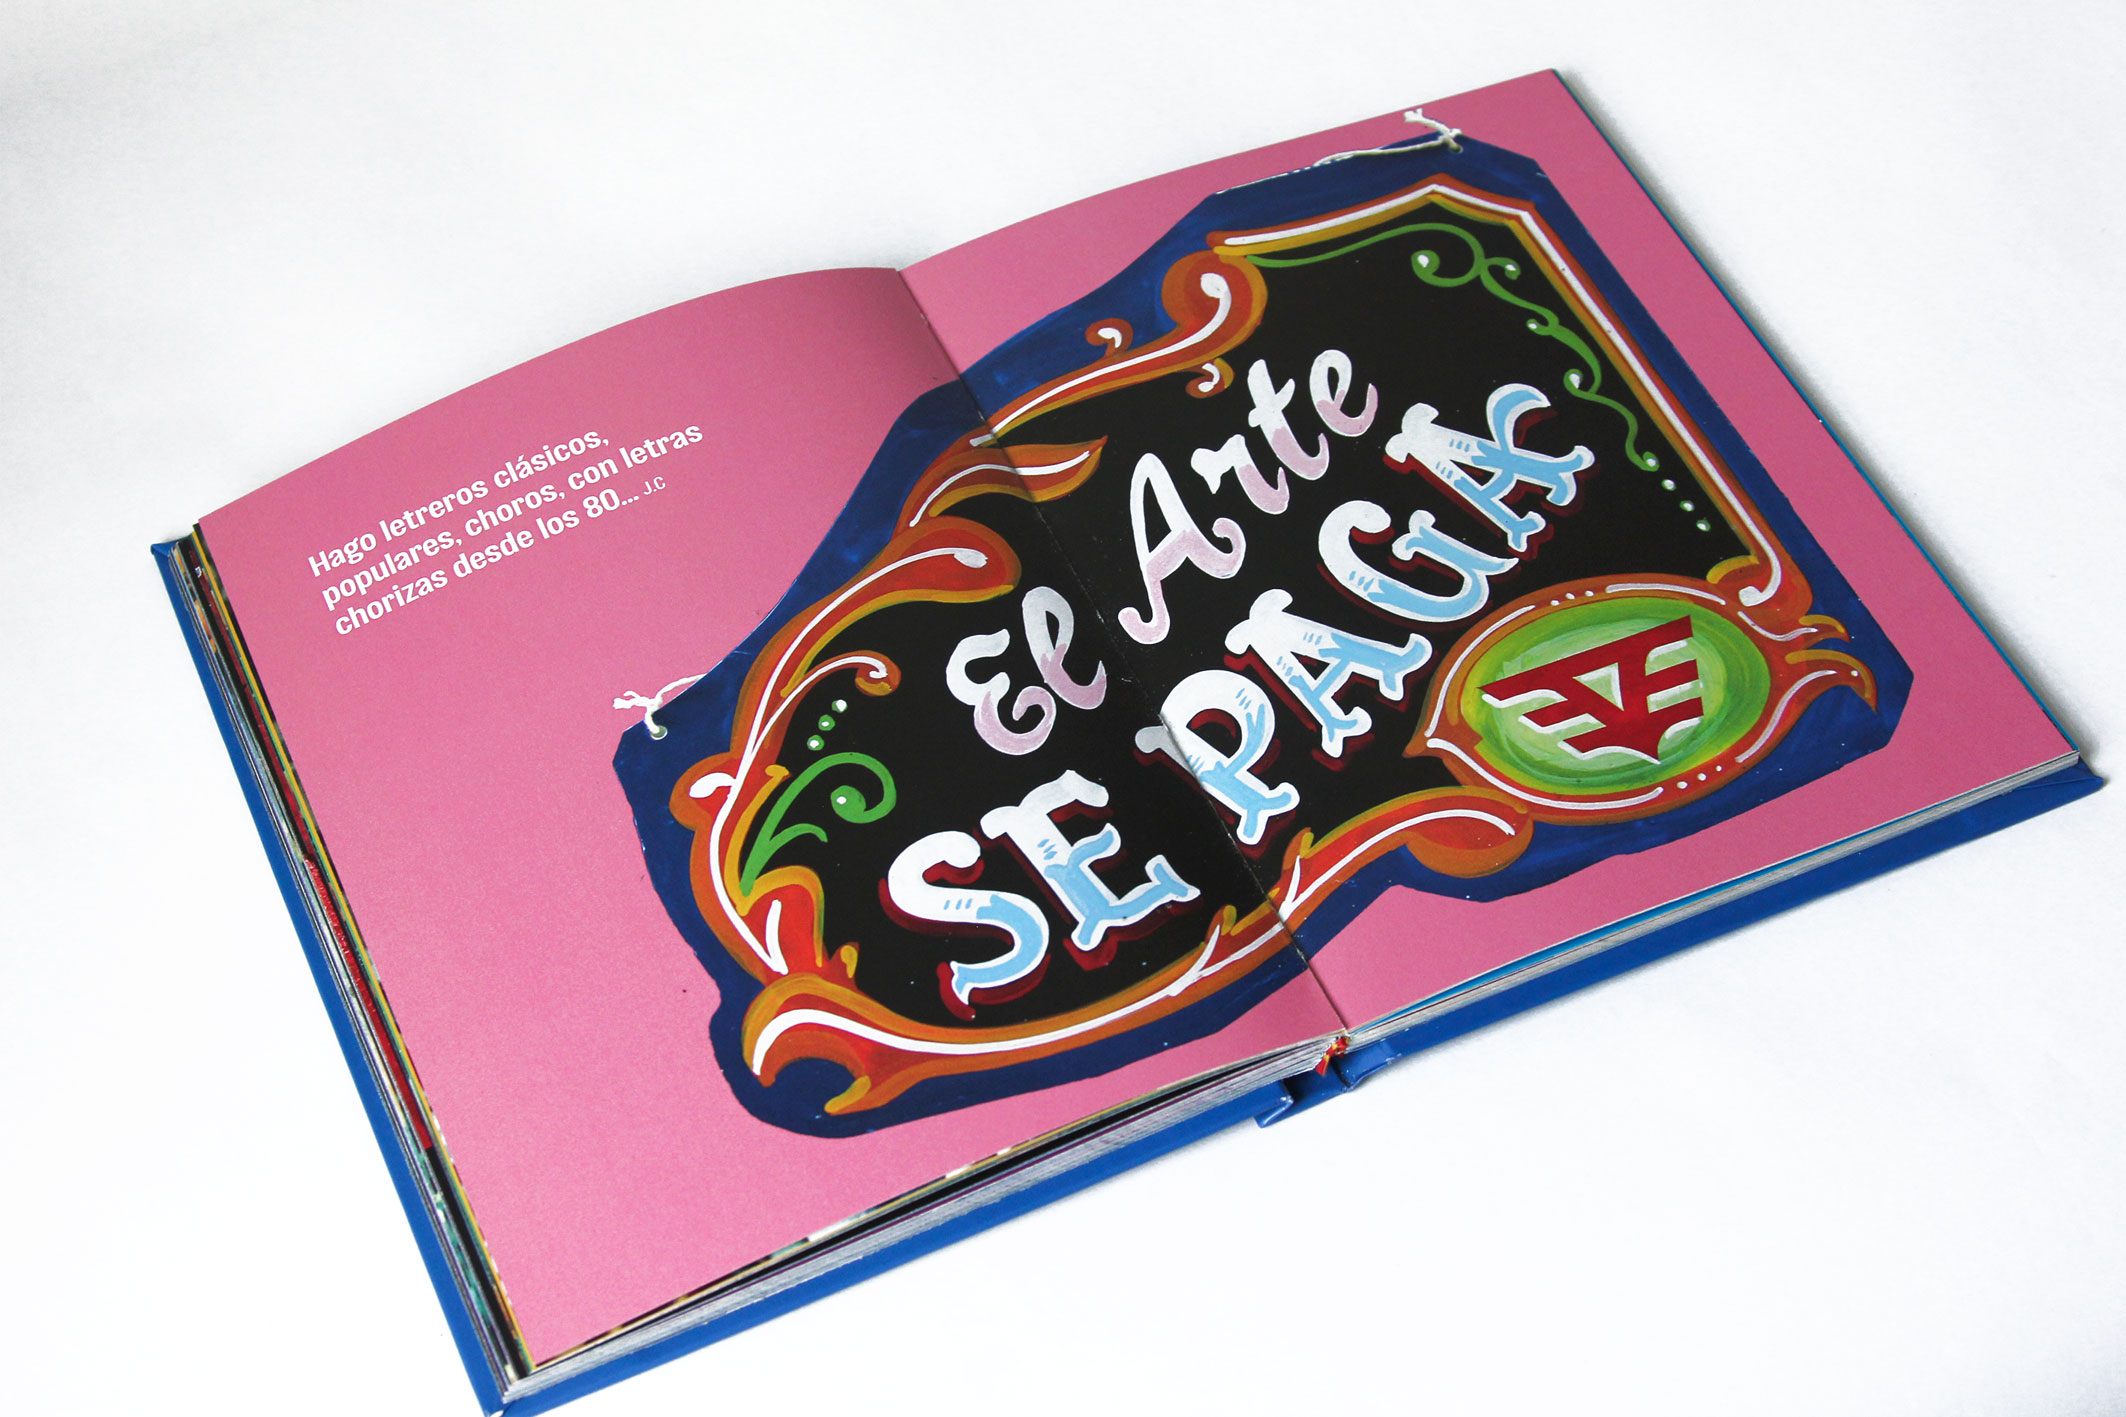 Hago letreros clásicos,
populares, choros, con letras
chorizas desde los 80... J.C
El Arte
SE PAGA